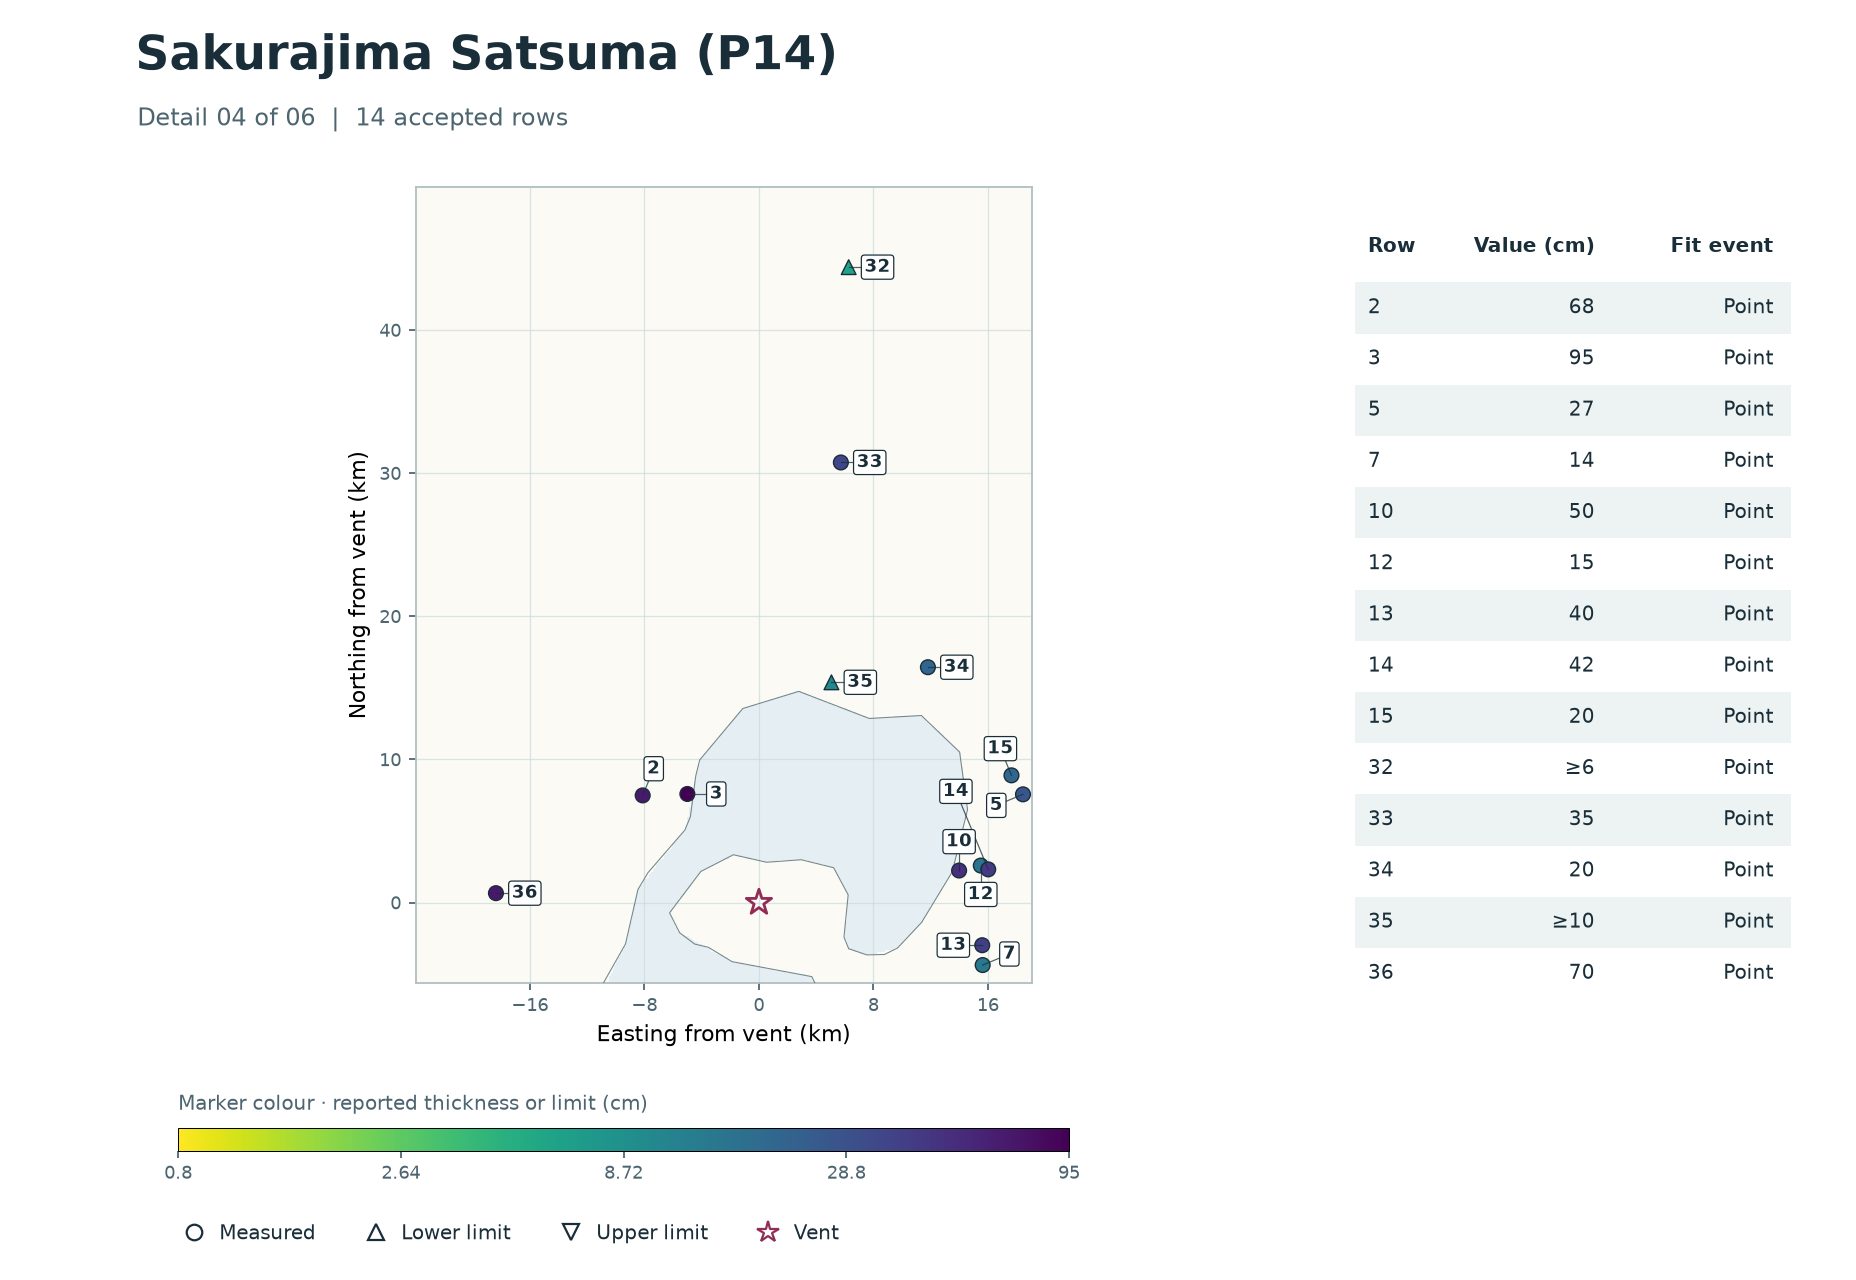 Sakurajima Satsuma (P14)
Detail 04 of 06 | 14 accepted rows
32
33
34
35
15
2
14
3
5
10
36
12
13
7
40
30
20
10
0
Northing from vent (km)
−16
−8
0
8
16
Easting from vent (km)
Row Value (cm) Fit event
2 68 Point
3 95 Point
5 27 Point
7 14 Point
10 50 Point
12 15 Point
13 40 Point
14 42 Point
15 20 Point
32 ≥6 Point
33 35 Point
34 20 Point
35 ≥10 Point
36 70 Point
Marker colour · reported thickness or limit (cm)
0.8 2.64 8.72 28.8 95
Measured Lower limit Upper limit Vent